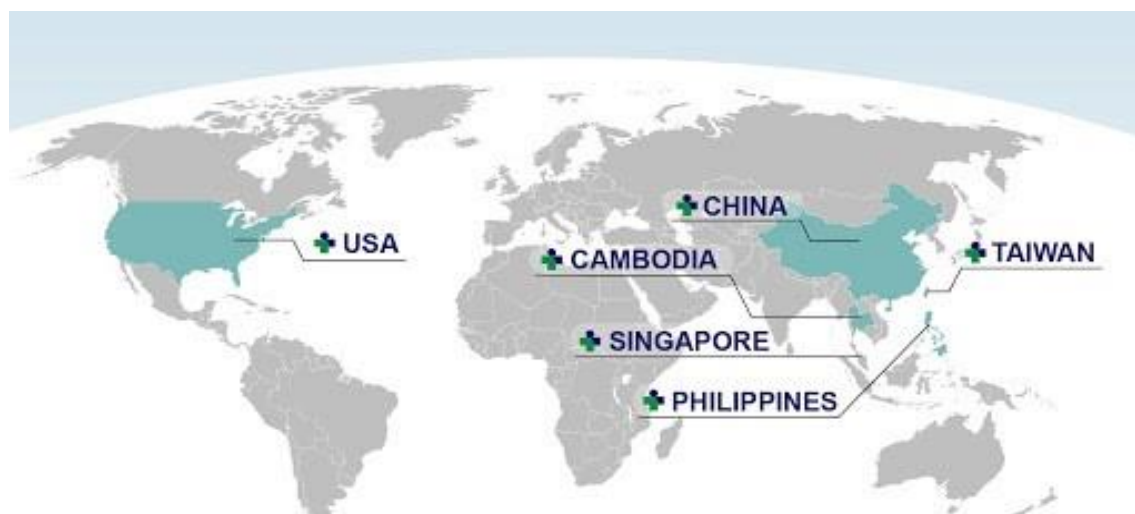 CHINA
USA
TAIWAN
CAMBODIA
SINGAPORE
PHILIPPINES